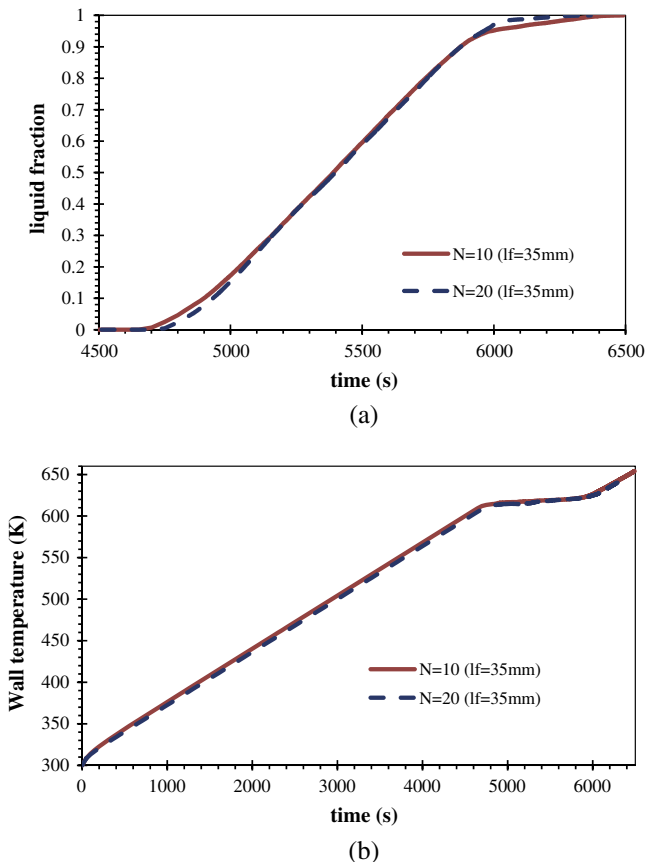 1
0.9
0.8
0.7
0.6
0.5
0.4
0.3
0.2
0.1
0
liquid fraction
N=10 (lf=35mm)
N=20 (lf=35mm)
4500 5000 5500 6000 6500
time (s)
(a)
650
600
550
500
450
400
350
300
Wall temperature (K)
N=10 (lf=35mm)
N=20 (lf=35mm)
0 1000 2000 3000 4000 5000 6000
time (s)
(b)